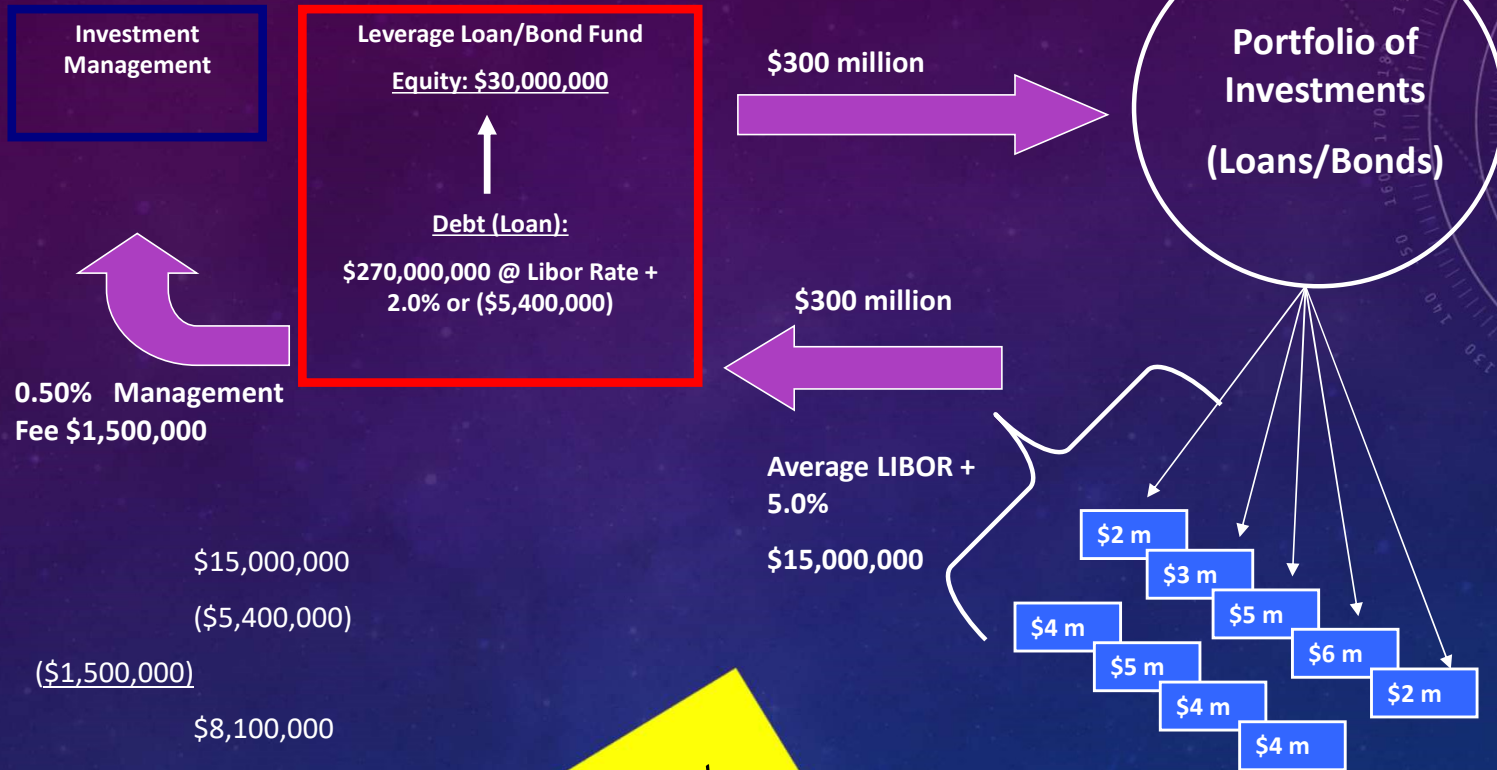 Investment
Management
Leverage Loan/Bond Fund
Equity: $30,000,000
Debt (Loan):
$270,000,000 @ Libor Rate +
2.0% or ($5,400,000)
0.50% Management
Fee $1,500,000
$300 million
Portfolio of
Investments
(Loans/Bonds)
$300 million
Average LIBOR +
5.0%
$15,000,000
$2 m
$3 m
$5 m
$6 m
$2 m
$4 m
$5 m
$4 m
$4 m
$15,000,000
($5,400,000)
($1,500,000)
$8,100,000